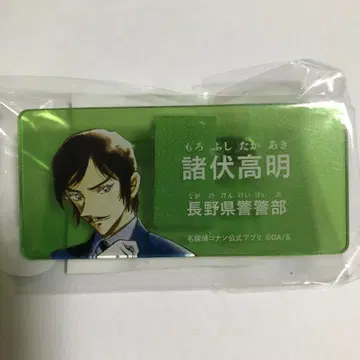 もろ ふし たか あき
諸伏高明
なが の けん けい けい ぶ
長野県警警部
名探偵コナン公式アプリ ©OA/S